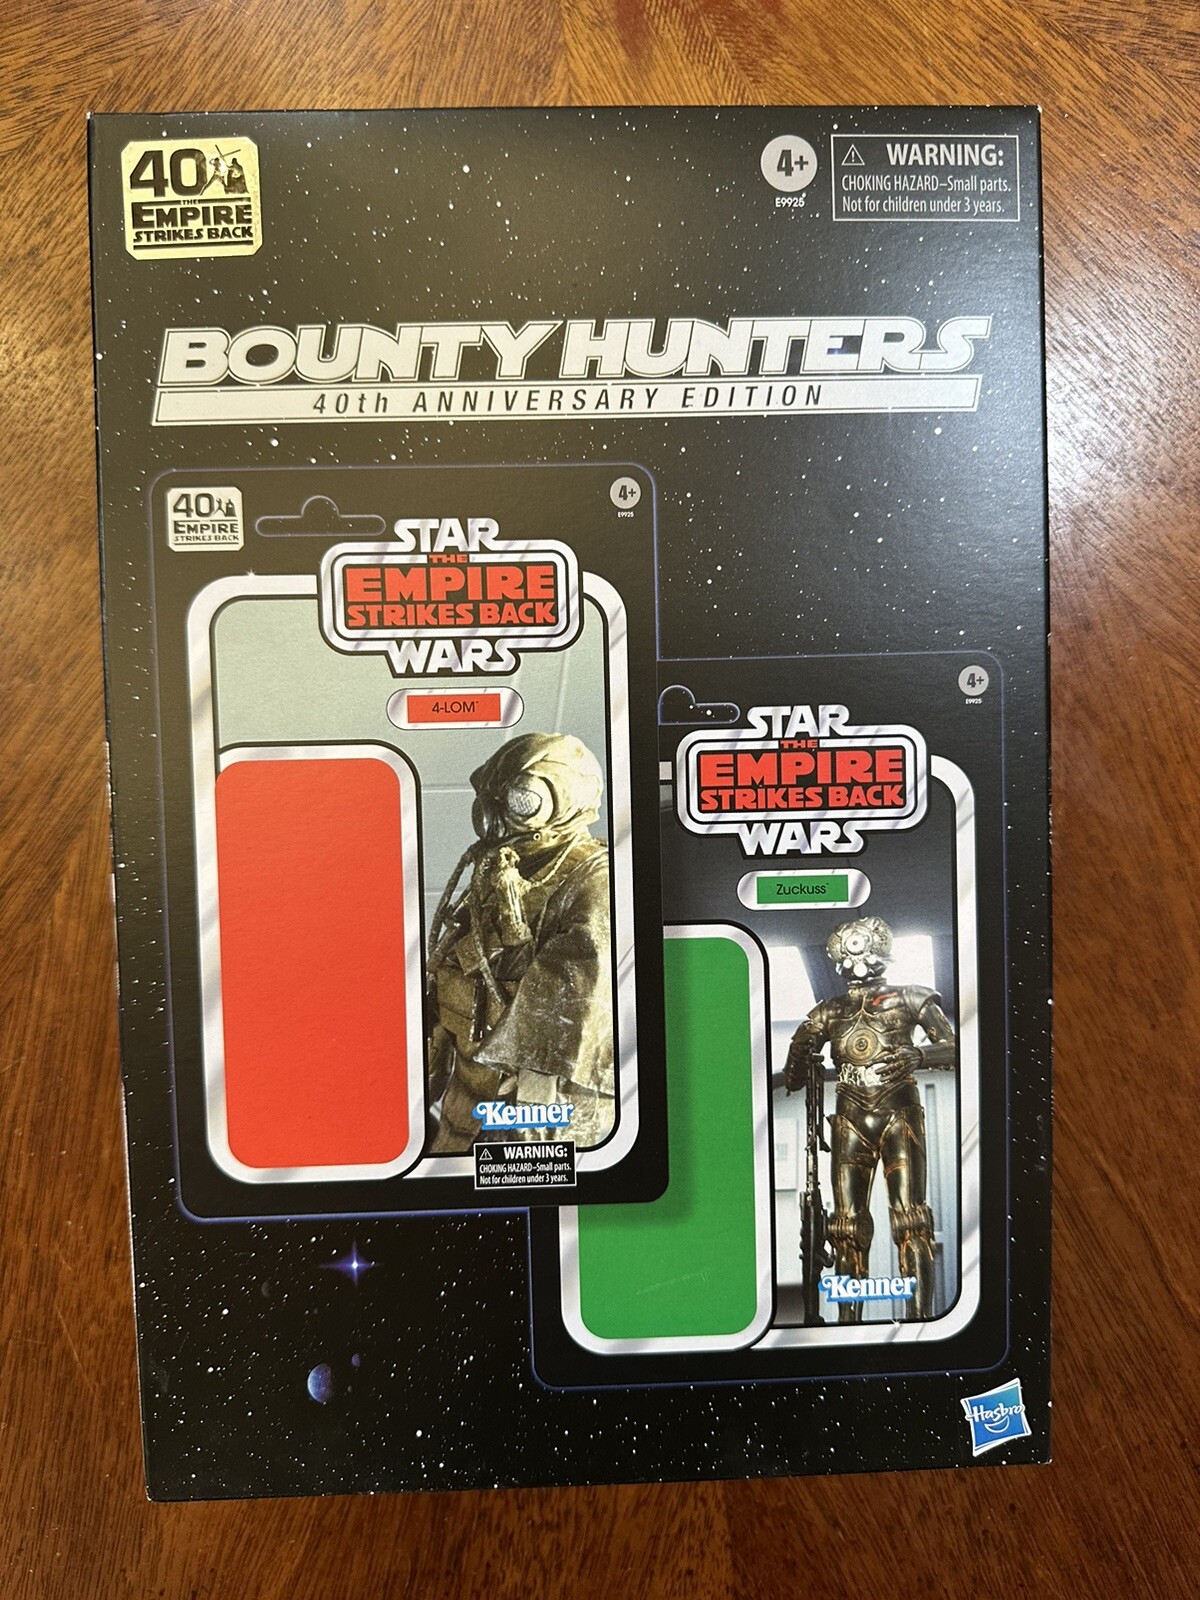 40
THE
EMPIRE
STRIKES BACK
4+
E9925
WARNING:
CHOKING HAZARD–Small parts.
Not for children under 3 years.
BOUNTY HUNTERS
40th ANNIVERSARY EDITION
40
EMPIRE
STRIKES BACK
4+
E9925
STAR
THE
EMPIRE
STRIKES BACK
WARS
4-LOM™
Kenner
WARNING:
CHOKING HAZARD–Small parts.
Not for children under 3 years.
4+
E9925
STAR
THE
EMPIRE
STRIKES BACK
WARS
Zuckuss™
Kenner
Hasbro